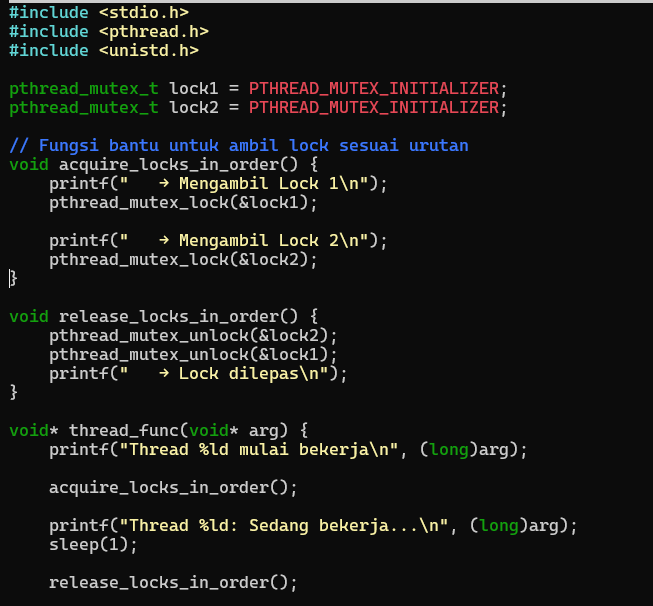 #include <stdio.h>
#include <pthread.h>
#include <unistd.h>

pthread_mutex_t lock1 = PTHREAD_MUTEX_INITIALIZER;
pthread_mutex_t lock2 = PTHREAD_MUTEX_INITIALIZER;

// Fungsi bantu untuk ambil lock sesuai urutan
void acquire_locks_in_order() {
    printf("   → Mengambil Lock 1\n");
    pthread_mutex_lock(&lock1);

    printf("   → Mengambil Lock 2\n");
    pthread_mutex_lock(&lock2);
}

void release_locks_in_order() {
    pthread_mutex_unlock(&lock2);
    pthread_mutex_unlock(&lock1);
    printf("   → Lock dilepas\n");
}

void* thread_func(void* arg) {
    printf("Thread %ld mulai bekerja\n", (long)arg);

    acquire_locks_in_order();

    printf("Thread %ld: Sedang bekerja...\n", (long)arg);
    sleep(1);

    release_locks_in_order();